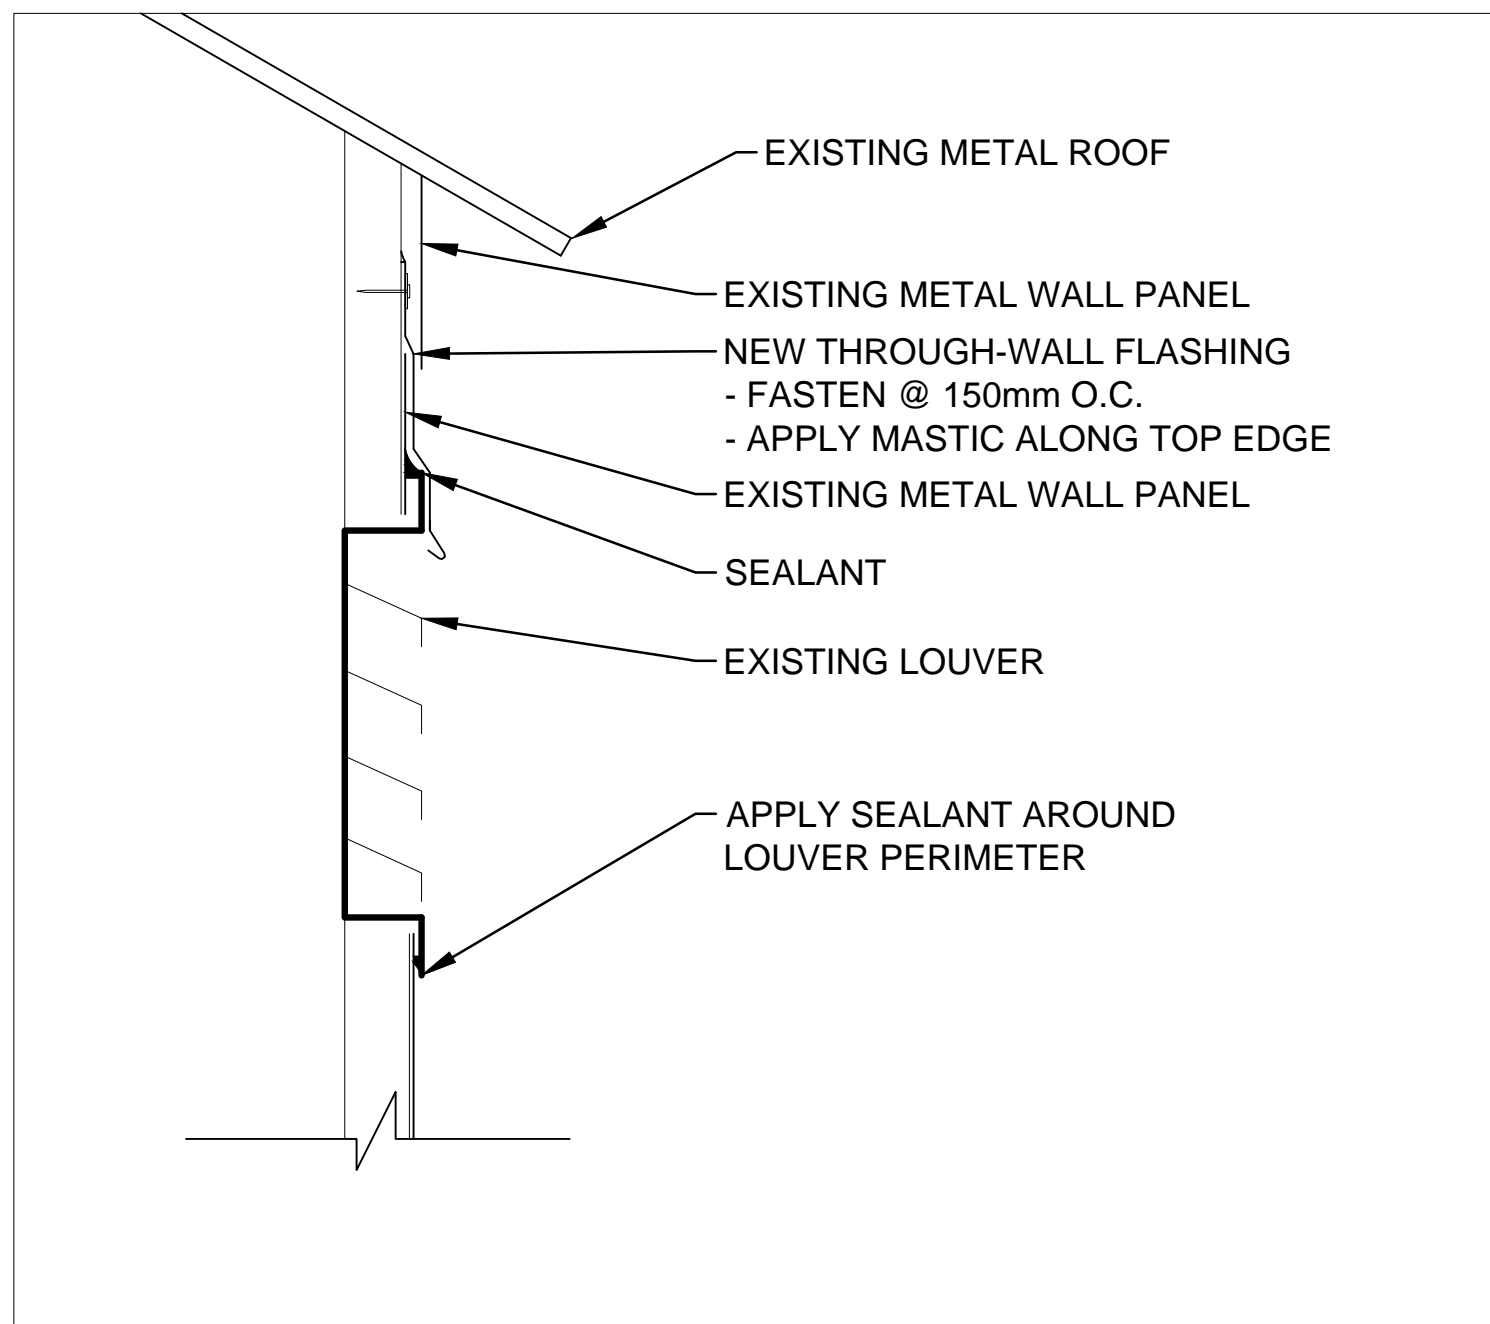 EXISTING METAL ROOF
EXISTING METAL WALL PANEL
NEW THROUGH-WALL FLASHING
- FASTEN @ 150mm O.C.
- APPLY MASTIC ALONG TOP EDGE
EXISTING METAL WALL PANEL
SEALANT
EXISTING LOUVER
APPLY SEALANT AROUND
LOUVER PERIMETER